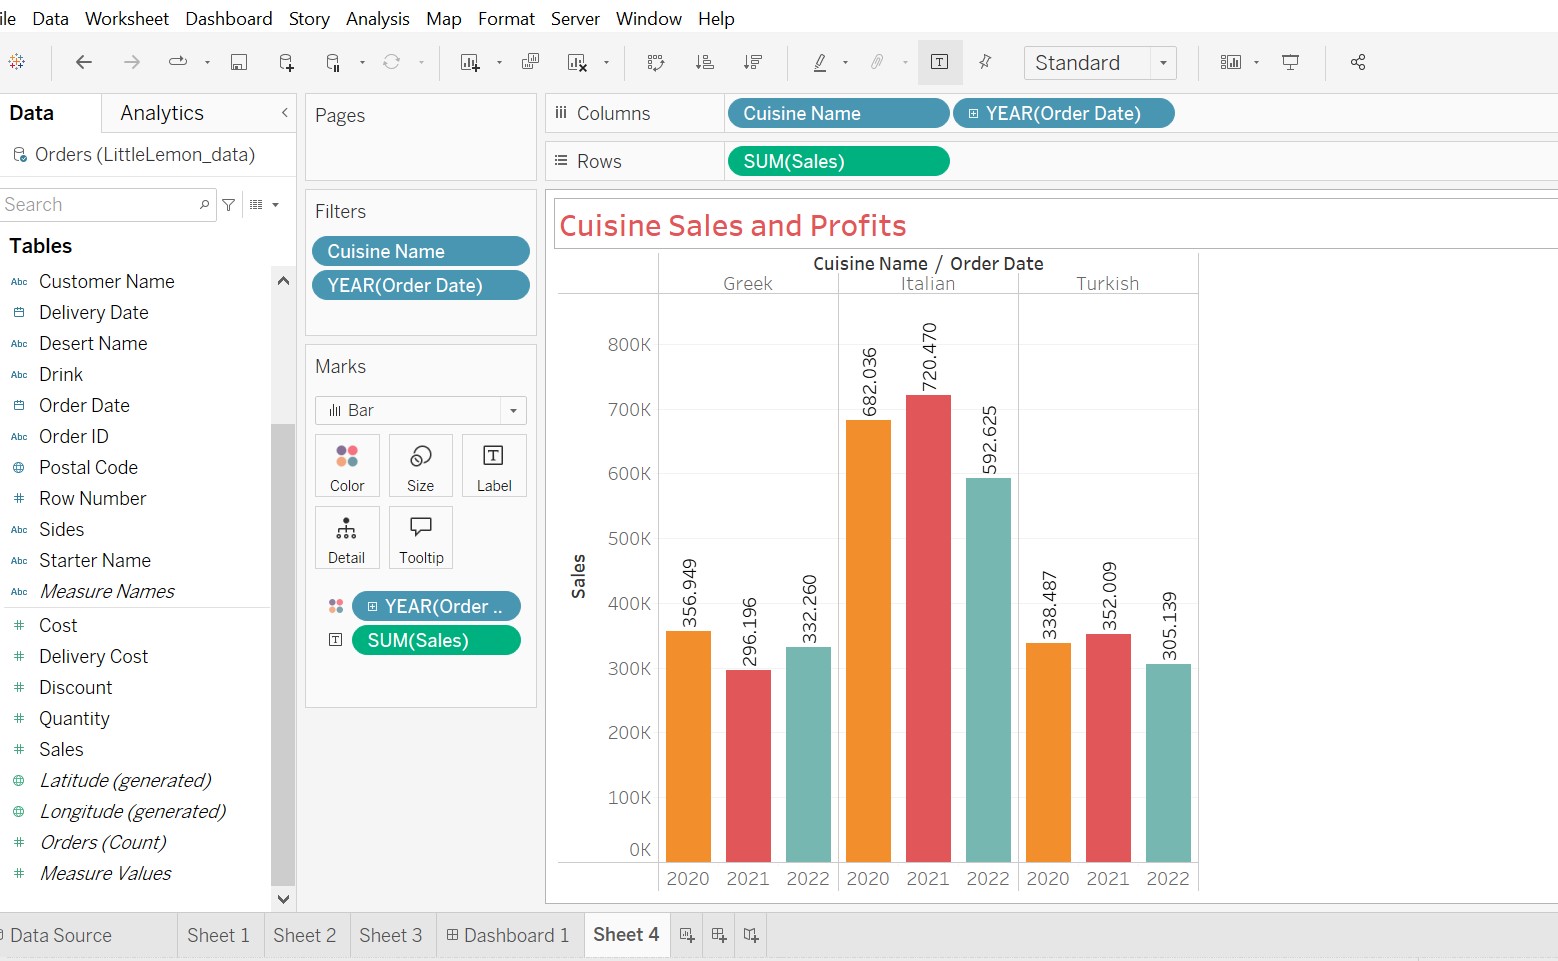 ile Data Worksheet Dashboard Story Analysis Map Format Server Window Help
Standard
Data Analytics
Orders (LittleLemon_data)
Search
Tables
Abc Customer Name
Delivery Date
Abc Desert Name
Abc Drink
Order Date
Abc Order ID
Postal Code
# Row Number
Abc Sides
Abc Starter Name
Abc Measure Names
# Cost
# Delivery Cost
# Discount
# Quantity
# Sales
Latitude (generated)
Longitude (generated)
# Orders (Count)
# Measure Values
Pages
Filters
Cuisine Name
YEAR(Order Date)
Marks
Bar
Color Size Label
Detail Tooltip
YEAR(Order ..
SUM(Sales)
Columns Cuisine Name YEAR(Order Date)
Rows SUM(Sales)
Cuisine Sales and Profits
Cuisine Name / Order Date
Greek Italian Turkish
Sales
800K
700K
600K
500K
400K
300K
200K
100K
0K
356.949
296.196
332.260
682.036
720.470
592.625
338.487
352.009
305.139
2020 2021 2022 2020 2021 2022 2020 2021 2022
Data Source Sheet 1 Sheet 2 Sheet 3 Dashboard 1 Sheet 4